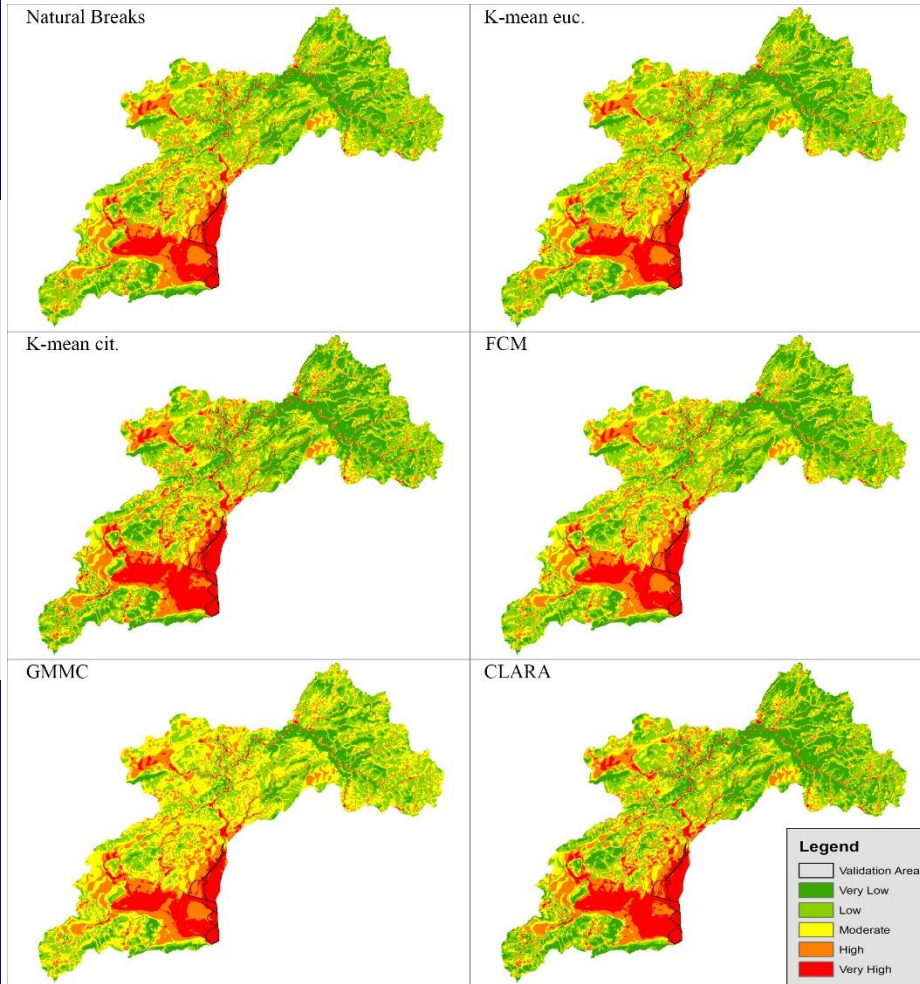 Natural Breaks
K-mean euc.
K-mean cit.
FCM
GMMC
CLARA
Legend
Validation Area
Very Low
Low
Moderate
High
Very High